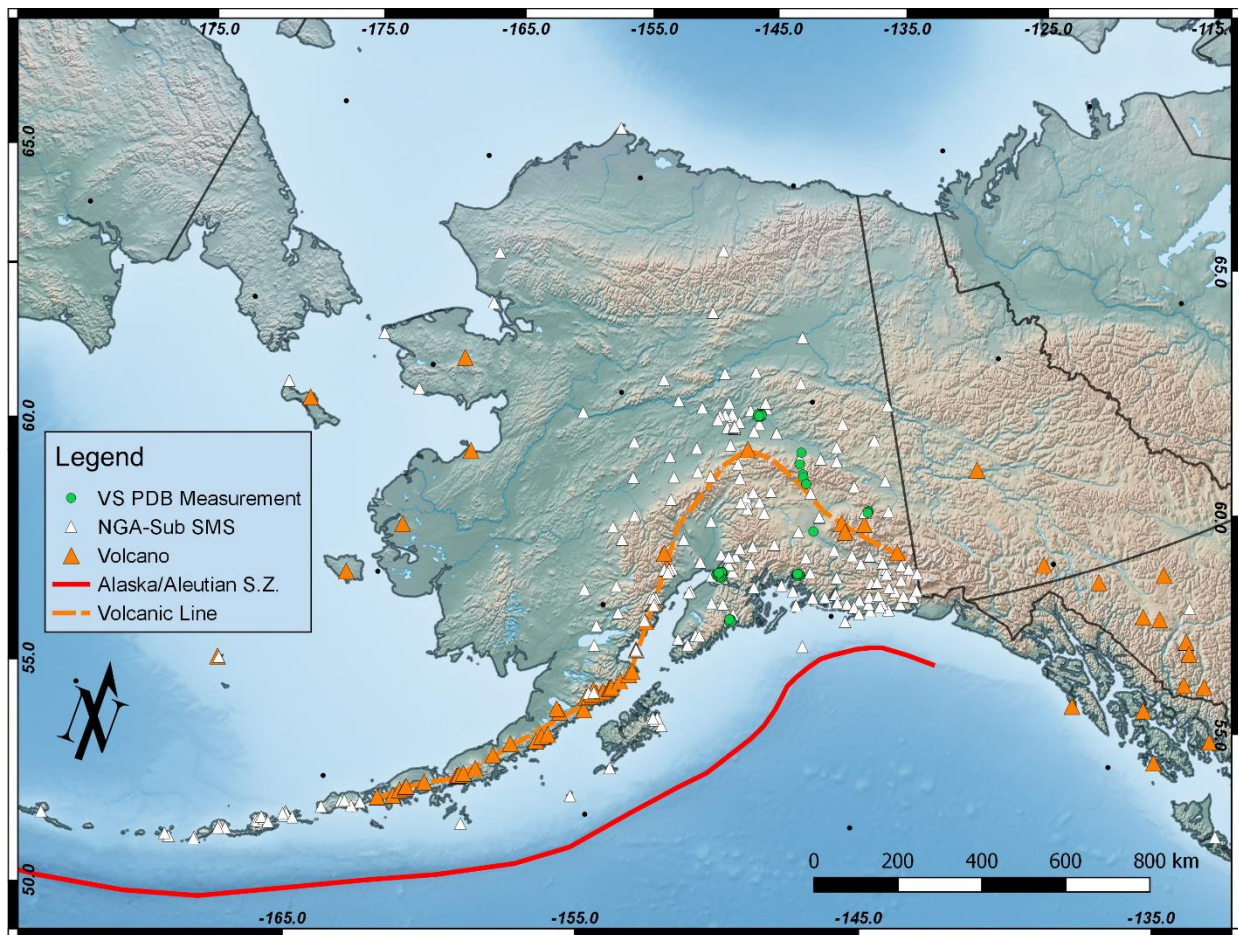 -175.0 -175.0 -165.0 -155.0 -145.0 -135.0 -125.0 -115.0
65.0
65.0
60.0
Legend
VS PDB Measurement
NGA-Sub SMS
Volcano
Alaska/Aleutian S.Z.
Volcanic Line
60.0
55.0
55.0
N
0 200 400 600 800 km
50.0
-165.0 -155.0 -145.0 -135.0